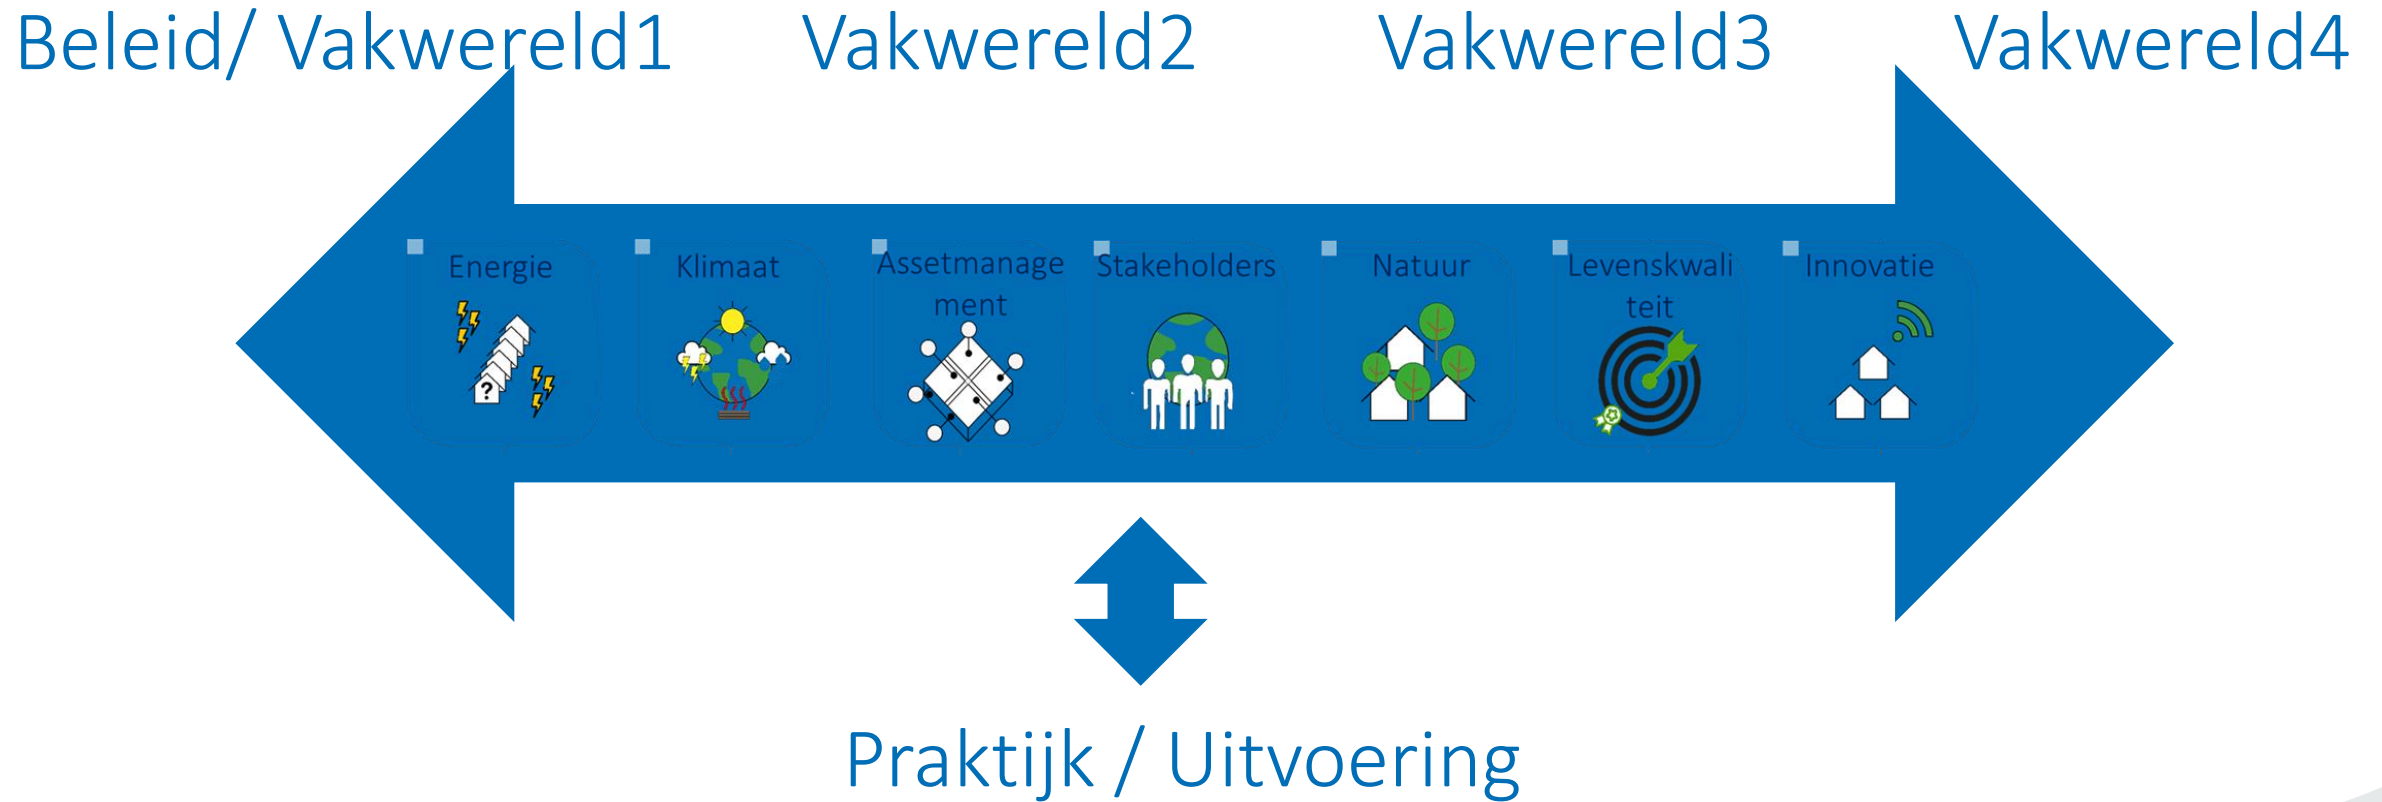 Beleid/ Vakwereld1 Vakwereld2 Vakwereld3 Vakwereld4
Energie
Klimaat
Assetmanage
ment
Stakeholders
Natuur
Levenskwali
teit
Innovatie
?
Praktijk / Uitvoering